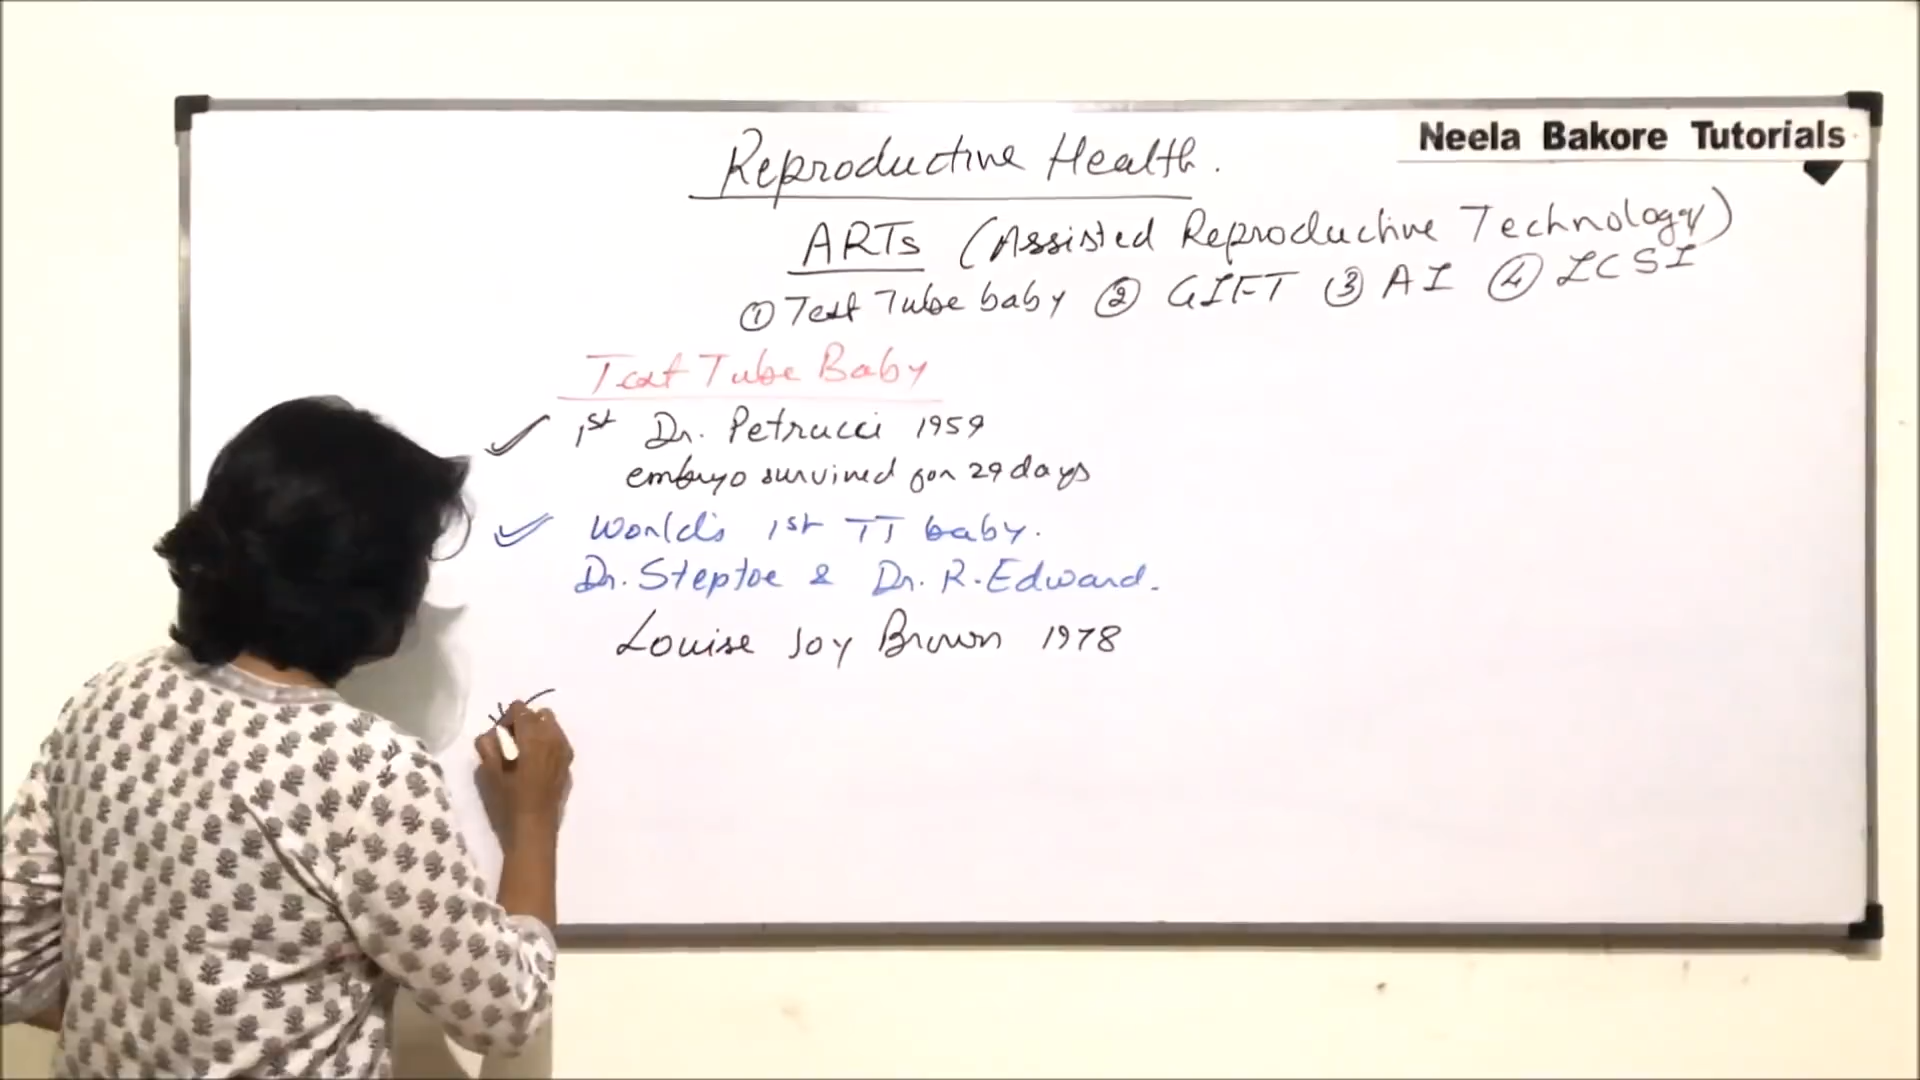 Neela Bakore Tutorials
Reproductive Health.
ARTs (Assisted Reproductive Technology)
① Test Tube baby ② GIFT ③ AI ④ ICSI
Test Tube Baby
1st Dr. Petrucci 1959
embryo survived for 29 days
World's 1st TT baby.
Dr. Steptoe & Dr. R. Edward.
Louise Joy Brown 1978